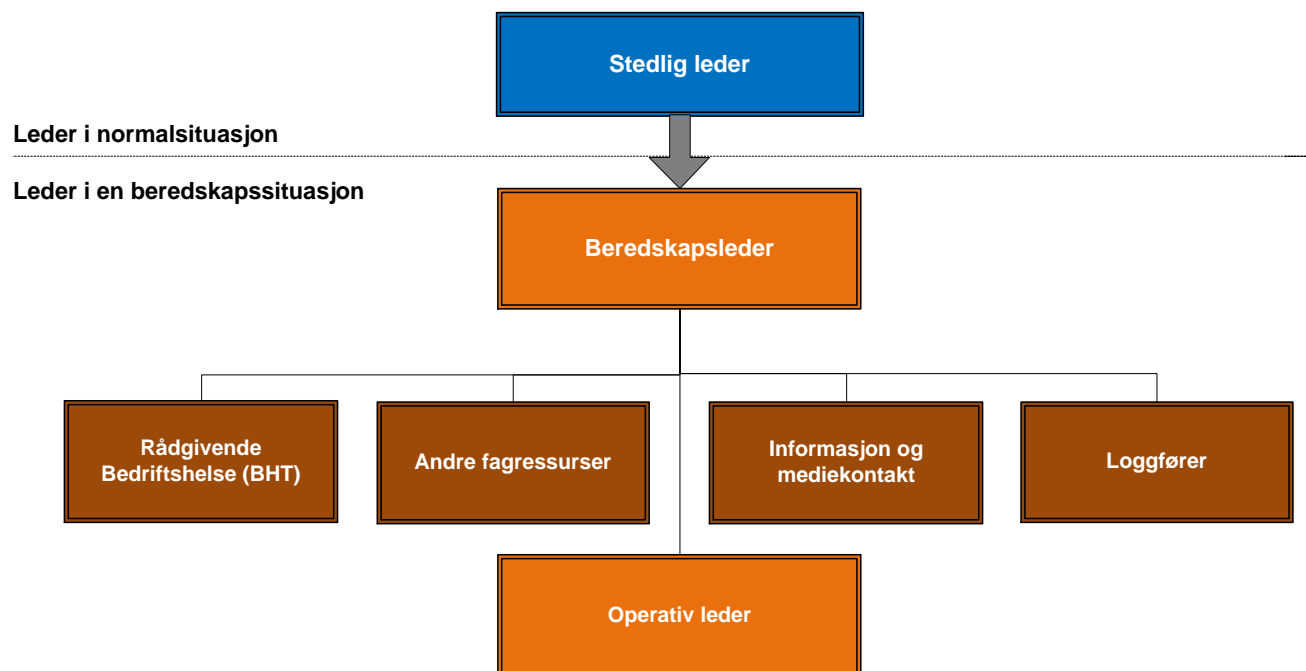 Stedlig leder
Leder i normalsituasjon
Leder i en beredskapssituasjon
Beredskapsleder
Rådgivende
Bedriftshelse (BHT)
Andre fagressurser
Informasjon og
mediekontakt
Loggfører
Operativ leder